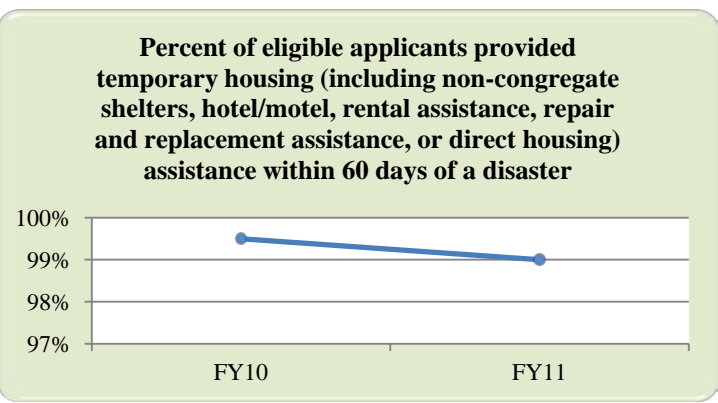 Percent of eligible applicants provided
temporary housing (including non-congregate
shelters, hotel/motel, rental assistance, repair
and replacement assistance, or direct housing)
assistance within 60 days of a disaster
100%
99%
98%
97%
FY10 FY11